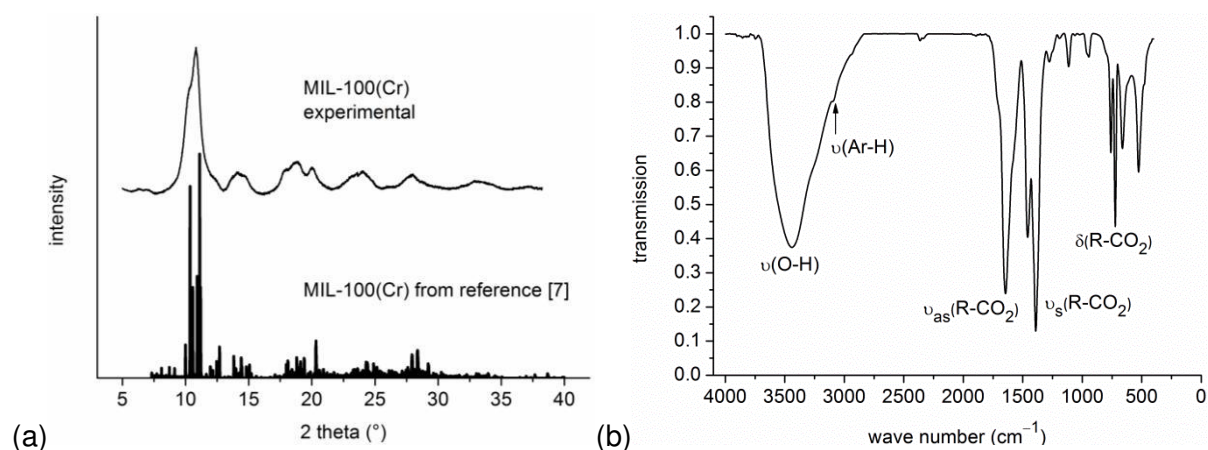 (a)
intensity
MIL-100(Cr)
experimental
MIL-100(Cr) from reference [7]
5 10 15 20 25 30 35 40
2 theta (°)
(b)
transmission
1.0
0.9
0.8
0.7
0.6
0.5
0.4
0.3
0.2
0.1
0.0
υ(O-H)
υ(Ar-H)
υas(R-CO2)
υs(R-CO2)
δ(R-CO2)
4000 3500 3000 2500 2000 1500 1000 500 0
wave number (cm⁻¹)